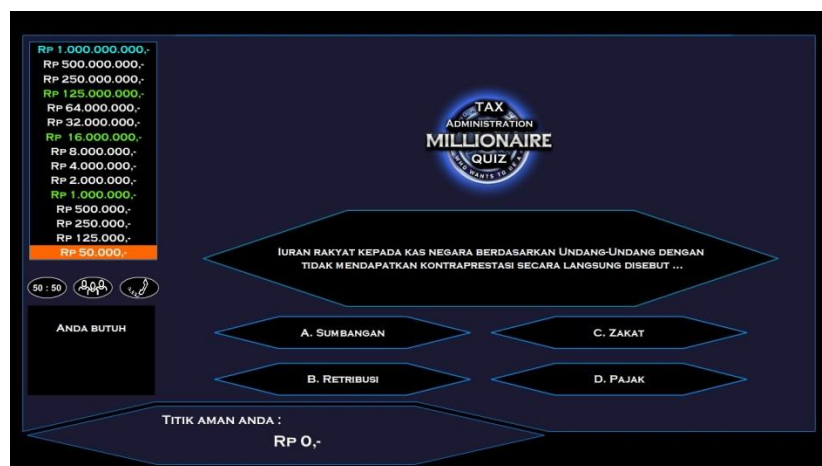 Rp 1.000.000.000,-
Rp 500.000.000,-
Rp 250.000.000,-
Rp 125.000.000,-
Rp 64.000.000,-
Rp 32.000.000,-
Rp 16.000.000,-
Rp 8.000.000,-
Rp 4.000.000,-
Rp 2.000.000,-
Rp 1.000.000,-
Rp 500.000,-
Rp 250.000,-
Rp 125.000,-
Rp 50.000,-
50 : 50
Anda butuh
Tax
Administration
MILLIONAIRE
Quiz
WHO WANTS TO BE A
Iuran rakyat kepada kas negara berdasarkan Undang-Undang dengan
tidak mendapatkan kontraprestasi secara langsung disebut ...
A. Sumbangan
C. Zakat
B. Retribusi
D. Pajak
Titik aman anda :
Rp 0,-